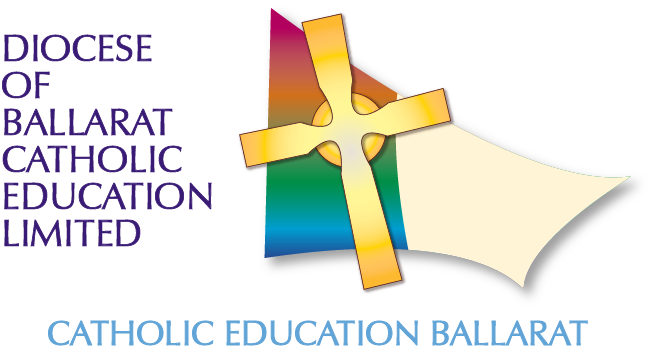 DIOCESE
OF
BALLARAT
CATHOLIC
EDUCATION
LIMITED
CATHOLIC EDUCATION BALLARAT